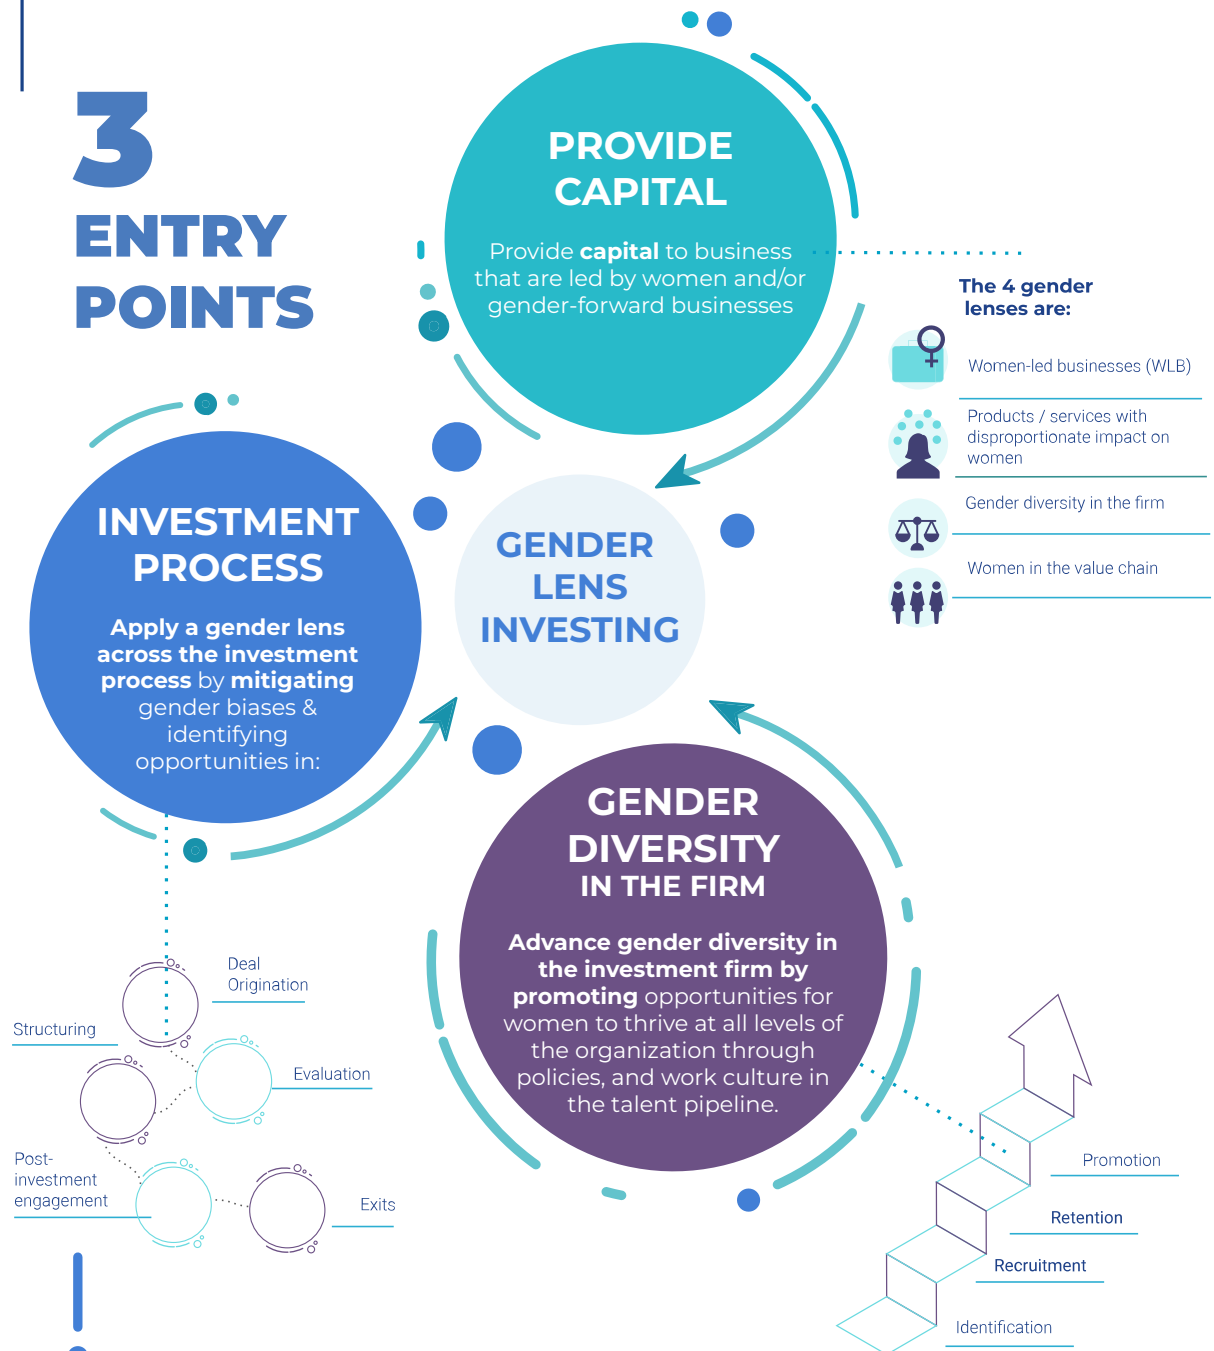 3
ENTRY
POINTS
PROVIDE
CAPITAL
Provide capital to business
that are led by women and/or
gender-forward businesses
The 4 gender
lenses are:
Women-led businesses (WLB)
Products / services with
disproportionate impact on
women
Gender diversity in the firm
Women in the value chain
INVESTMENT
PROCESS
Apply a gender lens
across the investment
process by mitigating
gender biases &
identifying
opportunities in:
GENDER
LENS
INVESTING
GENDER
DIVERSITY
IN THE FIRM
Advance gender diversity in
the investment firm by
promoting opportunities for
women to thrive at all levels of
the organization through
policies, and work culture in
the talent pipeline.
Deal
Origination
Structuring
Evaluation
Post-
investment
engagement
Exits
Promotion
Retention
Recruitment
Identification